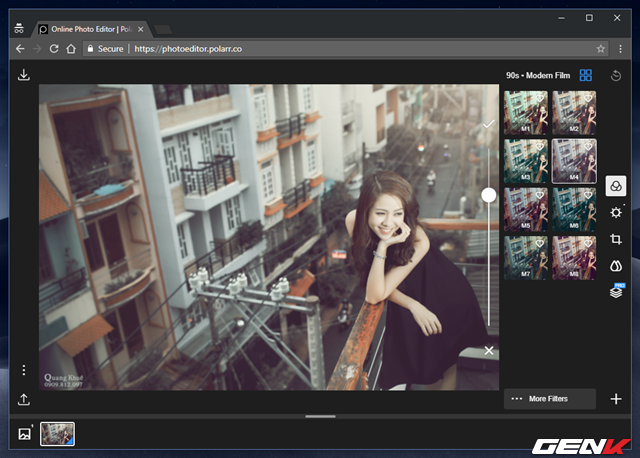 Online Photo Editor | Pola
Secure | https://photoeditor.polarr.co
90s • Modern Film
M1
M2
M3
M4
M5
M6
M7
M8
PRO
Quang Khuê
0909.812.097
More Filters
GENK